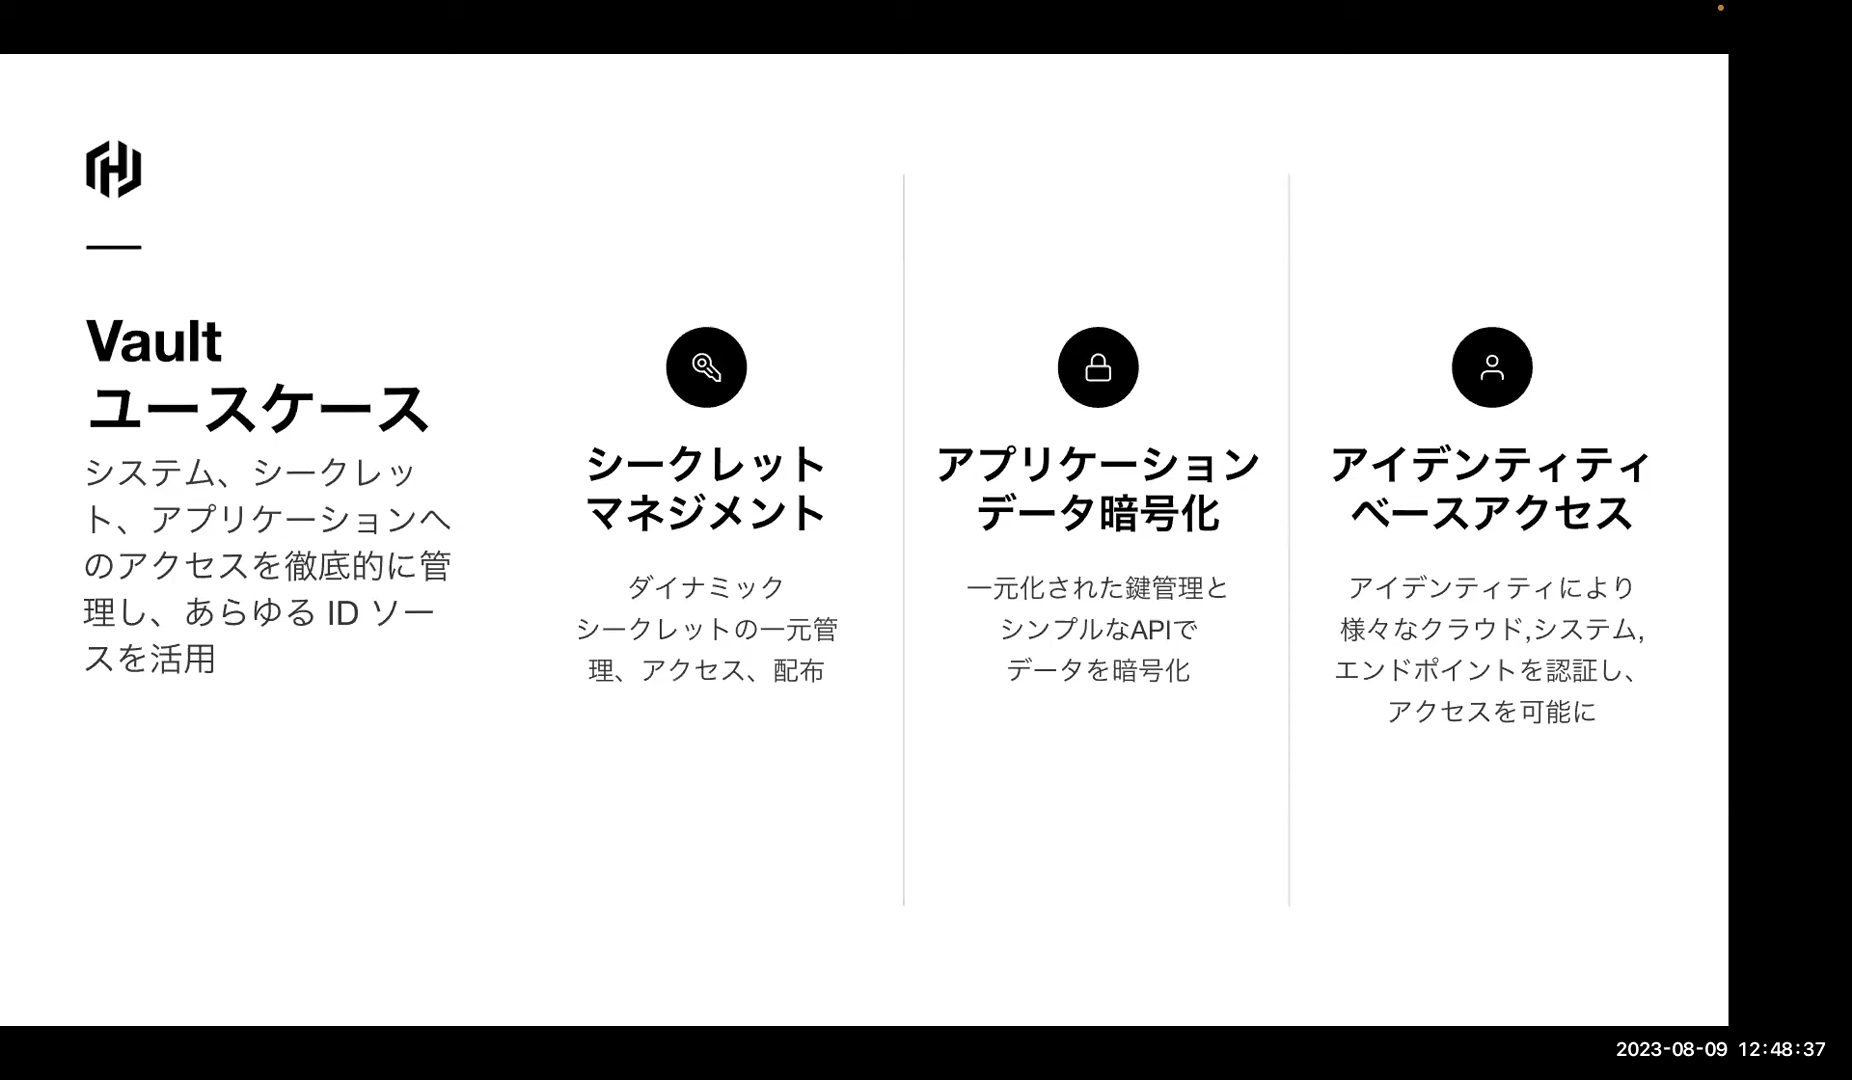 Vault
ユースケース
システム、シークレッ
ト、アプリケーションへ
のアクセスを徹底的に管
理し、あらゆる ID ソー
スを活用
シークレット
マネジメント
ダイナミック
シークレットの一元管
理、アクセス、配布
アプリケーション
データ暗号化
一元化された鍵管理と
シンプルなAPIで
データを暗号化
アイデンティティ
ベースアクセス
アイデンティティにより
様々なクラウド,システム,
エンドポイントを認証し、
アクセスを可能に
2023-08-09 12:48:37